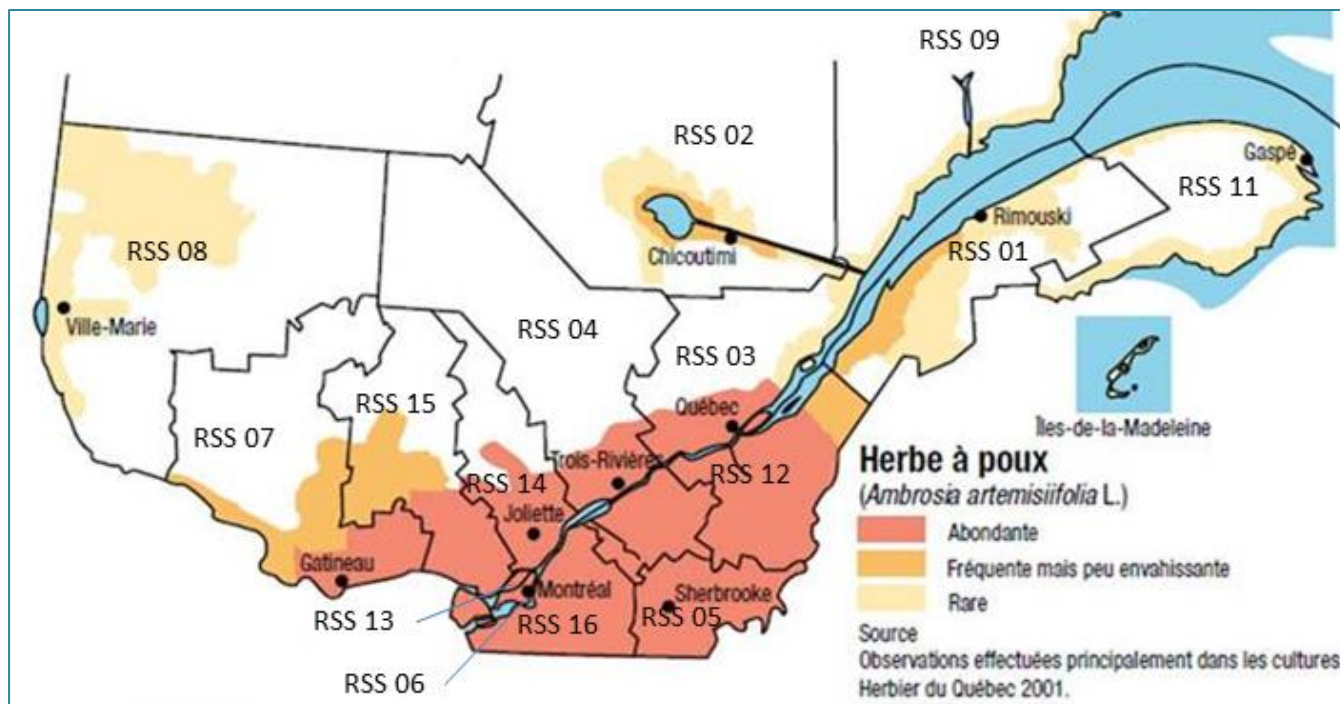 RSS 09
RSS 02
Gaspé
RSS 11
Rimouski
RSS 08
Chicoutimi
RSS 01
Ville-Marie
RSS 04
RSS 03
RSS 15
Québec
Îles-de-la-Madeleine
RSS 07
Trois-Rivières
RSS 12
RSS 14
Joliette
Gatineau
Montréal
Sherbrooke
RSS 05
RSS 13
RSS 16
RSS 06
Herbe à poux
(Ambrosia artemisiifolia L.)
Abondante
Fréquente mais peu envahissante
Rare
Source
Observations effectuées principalement dans les cultures
Herbier du Québec 2001.